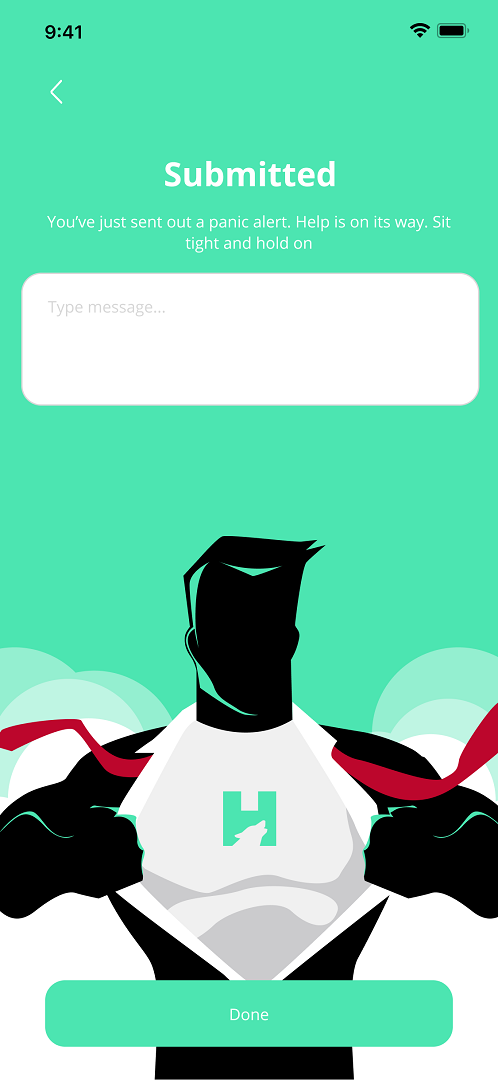 9:41
Submitted
You've just sent out a panic alert. Help is on its way. Sit
tight and hold on
Type message...
H
Done